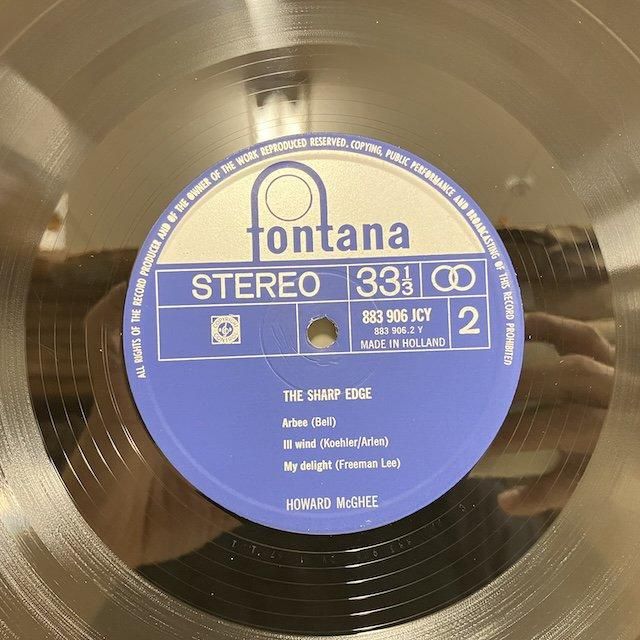 ALL RIGHTS OF THE RECORD PRODUCER AND OF THE OWNER OF THE WORK REPRODUCED RESERVED. COPYING, PUBLIC PERFORMANCE AND BROADCASTING OF THIS RECORD PROHIBITED
fontana
STEREO 33 1/3
883 906 JCY
883 906.2 Y
MADE IN HOLLAND
2
THE SHARP EDGE
Arbee (Bell)
Ill wind (Koehler/Arlen)
My delight (Freeman Lee)
HOWARD McGHEE